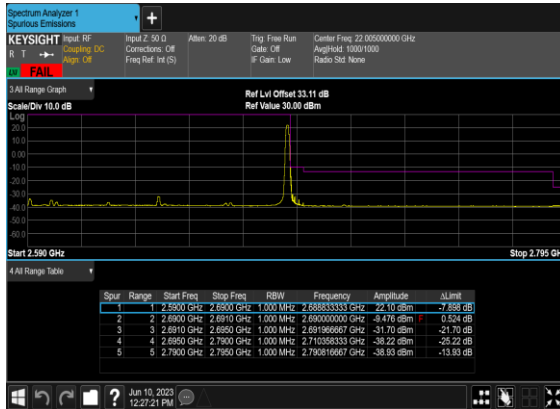 Spectrum Analyzer 1
Spurious Emissions
+
KEYSIGHT
R T
LXI
FAIL
Input: RF
Coupling: DC
Align: Off
Input Z: 50 Ω
Corrections: Off
Freq Ref: Int (S)
Atten: 20 dB
Trig: Free Run
Gate: Off
IF Gain: Low
Center Freq: 22.005000000 GHz
Avg|Hold: 1000/1000
Radio Std: None
3 All Range Graph
Scale/Div 10.0 dB
Ref Lvl Offset 33.11 dB
Ref Value 30.00 dBm
Log
20.0
10.0
0.00
-10.0
-20.0
-30.0
-40.0
-50.0
-60.0
Start 2.590 GHz
Stop 2.795 GH
4 All Range Table
Spur Range Start Freq Stop Freq RBW Frequency Amplitude ΔLimit
1 1 2.5900 GHz 2.6900 GHz 1.000 MHz 2.688833333 GHz 22.10 dBm -7.898 dB
2 2 2.6900 GHz 2.6910 GHz 1.000 MHz 2.690000000 GHz -9.476 dBm F 0.524 dB
3 3 2.6910 GHz 2.6950 GHz 1.000 MHz 2.691966667 GHz -31.70 dBm -21.70 dB
4 4 2.6950 GHz 2.7900 GHz 1.000 MHz 2.710358333 GHz -38.22 dBm -25.22 dB
5 5 2.7900 GHz 2.7950 GHz 1.000 MHz 2.790816667 GHz -38.93 dBm -13.93 dB
?
Jun 10, 2023
12:27:21 PM